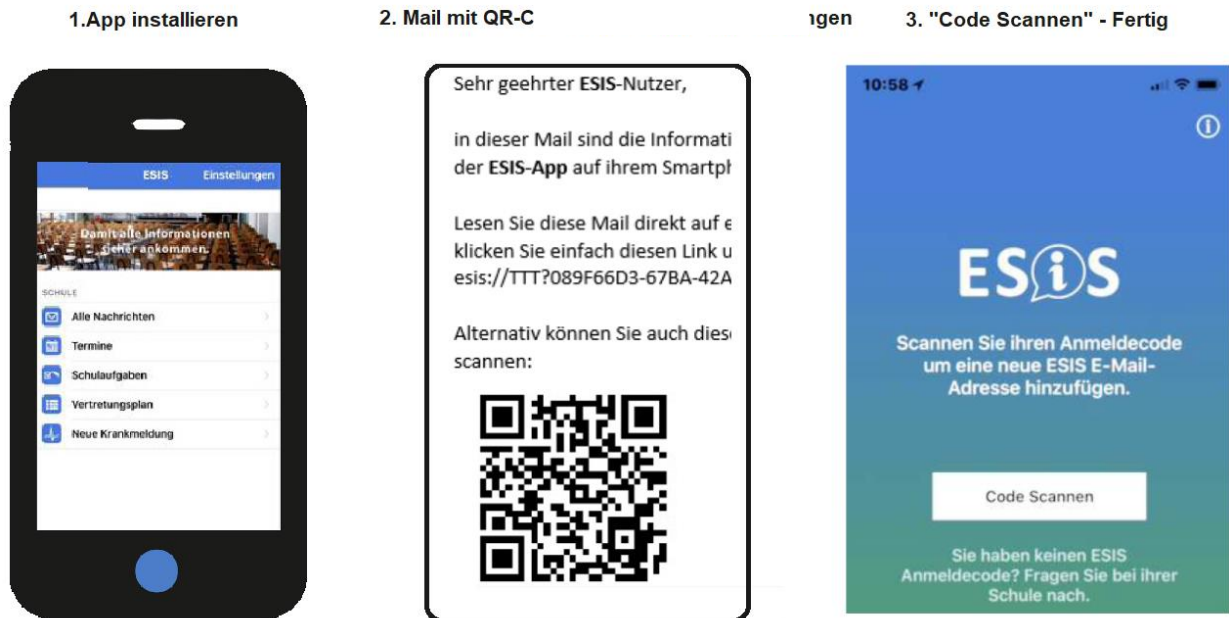 1.App installieren
2. Mail mit QR-C
ngen
3. "Code Scannen" - Fertig
ESIS
Einstellungen
Damit alle Informationen
sicher ankommen.
SCHULE
Alle Nachrichten
Termine
Schulaufgaben
Vertretungsplan
Neue Krankmeldung
Sehr geehrter ESIS-Nutzer,
in dieser Mail sind die Informati
der ESIS-App auf ihrem Smartph
Lesen Sie diese Mail direkt auf e
klicken Sie einfach diesen Link u
esis://TTT?089F66D3-67BA-42A
Alternativ können Sie auch diese
scannen:
10:58
ESiS
Scannen Sie ihren Anmeldecode
um eine neue ESIS E-Mail-
Adresse hinzufügen.
Code Scannen
Sie haben keinen ESIS
Anmeldecode? Fragen Sie bei ihrer
Schule nach.